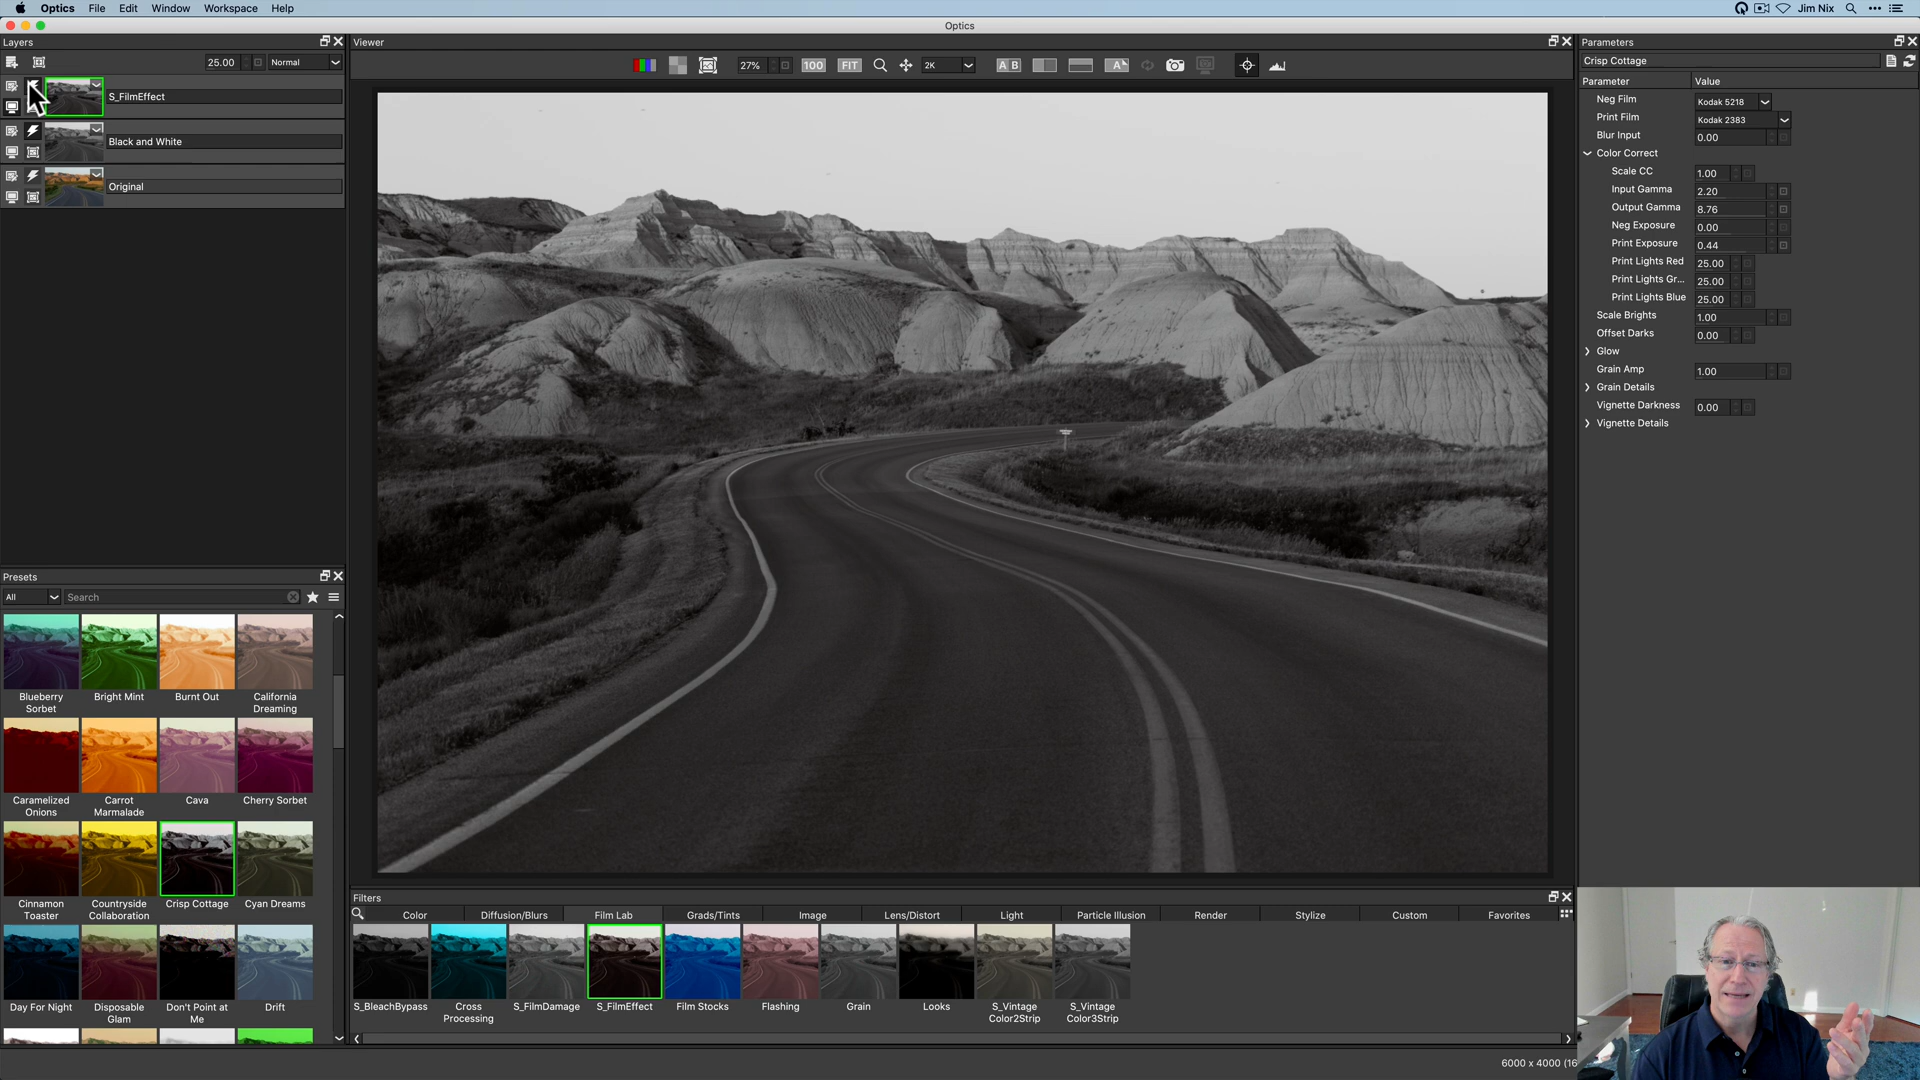 Optics File Edit Window Workspace Help Jim Nix
Optics
Layers
25.00 Normal
S_FilmEffect
Black and White
Original
Viewer
27% 100 FIT 2K A B A
Parameters
Crisp Cottage
Parameter Value
Neg Film Kodak 5218
Print Film Kodak 2383
Blur Input 0.00
Color Correct
Scale CC 1.00
Input Gamma 2.20
Output Gamma 8.76
Neg Exposure 0.00
Print Exposure 0.44
Print Lights Red 25.00
Print Lights Gr... 25.00
Print Lights Blue 25.00
Scale Brights 1.00
Offset Darks 0.00
Glow
Grain Amp 1.00
Grain Details
Vignette Darkness 0.00
Vignette Details
Presets
All Search
Blueberry Sorbet
Bright Mint
Burnt Out
California Dreaming
Caramelized Onions
Carrot Marmalade
Cava
Cherry Sorbet
Cinnamon Toaster
Countryside Collaboration
Crisp Cottage
Cyan Dreams
Day For Night
Disposable Glam
Don't Point at Me
Drift
Filters
Color Diffusion/Blurs Film Lab Grads/Tints Image Lens/Distort Light Particle Illusion Render Stylize Custom Favorites
S_BleachBypass
Cross Processing
S_FilmDamage
S_FilmEffect
Film Stocks
Flashing
Grain
Looks
S_Vintage Color2Strip
S_Vintage Color3Strip
6000 x 4000 (16